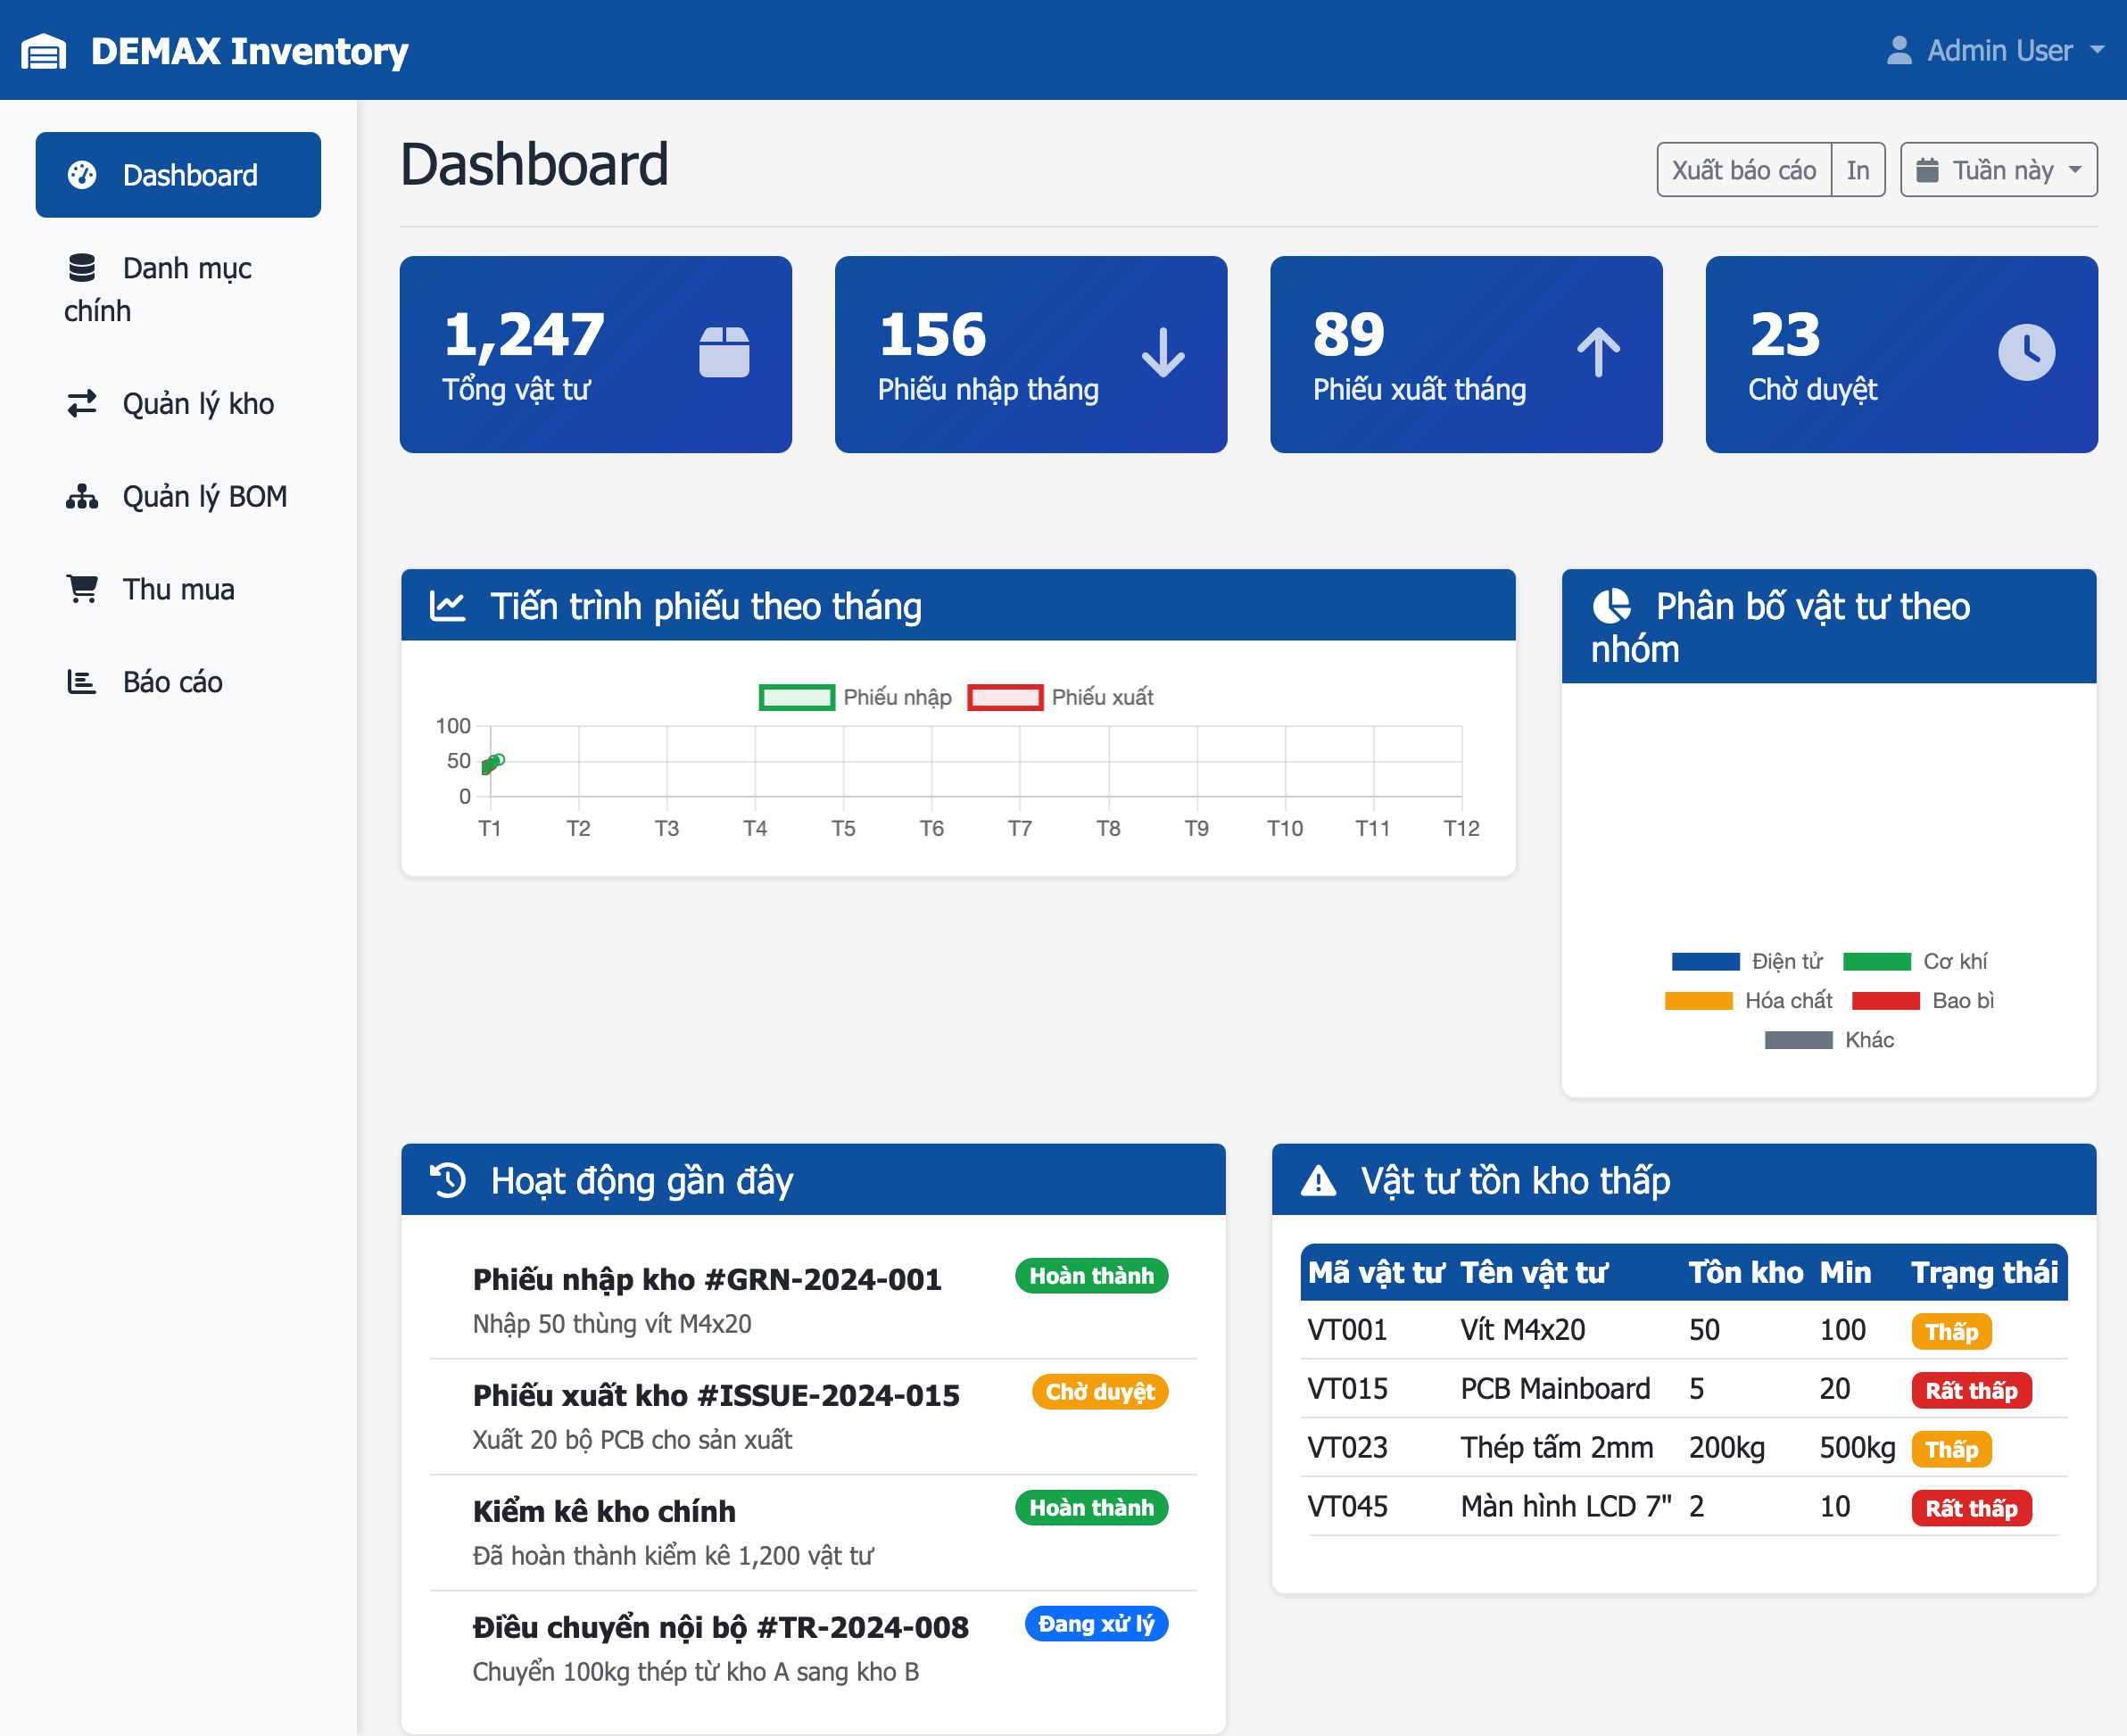 DEMAX Inventory
Admin User
Dashboard
Danh mục
chính
Quản lý kho
Quản lý BOM
Thu mua
Báo cáo
Dashboard
Xuất báo cáo
In
Tuần này
1,247
Tổng vật tư
156
Phiếu nhập tháng
89
Phiếu xuất tháng
23
Chờ duyệt
Tiến trình phiếu theo tháng
Phiếu nhập Phiếu xuất
100
50
0
T1 T2 T3 T4 T5 T6 T7 T8 T9 T10 T11 T12
Phân bố vật tư theo
nhóm
Điện tử Cơ khí
Hóa chất Bao bì
Khác
Hoạt động gần đây
Phiếu nhập kho #GRN-2024-001 Hoàn thành
Nhập 50 thùng vít M4x20
Phiếu xuất kho #ISSUE-2024-015 Chờ duyệt
Xuất 20 bộ PCB cho sản xuất
Kiểm kê kho chính Hoàn thành
Đã hoàn thành kiểm kê 1,200 vật tư
Điều chuyển nội bộ #TR-2024-008 Đang xử lý
Chuyển 100kg thép từ kho A sang kho B
Vật tư tồn kho thấp
Mã vật tư Tên vật tư Tồn kho Min Trạng thái
VT001 Vít M4x20 50 100 Thấp
VT015 PCB Mainboard 5 20 Rất thấp
VT023 Thép tấm 2mm 200kg 500kg Thấp
VT045 Màn hình LCD 7" 2 10 Rất thấp